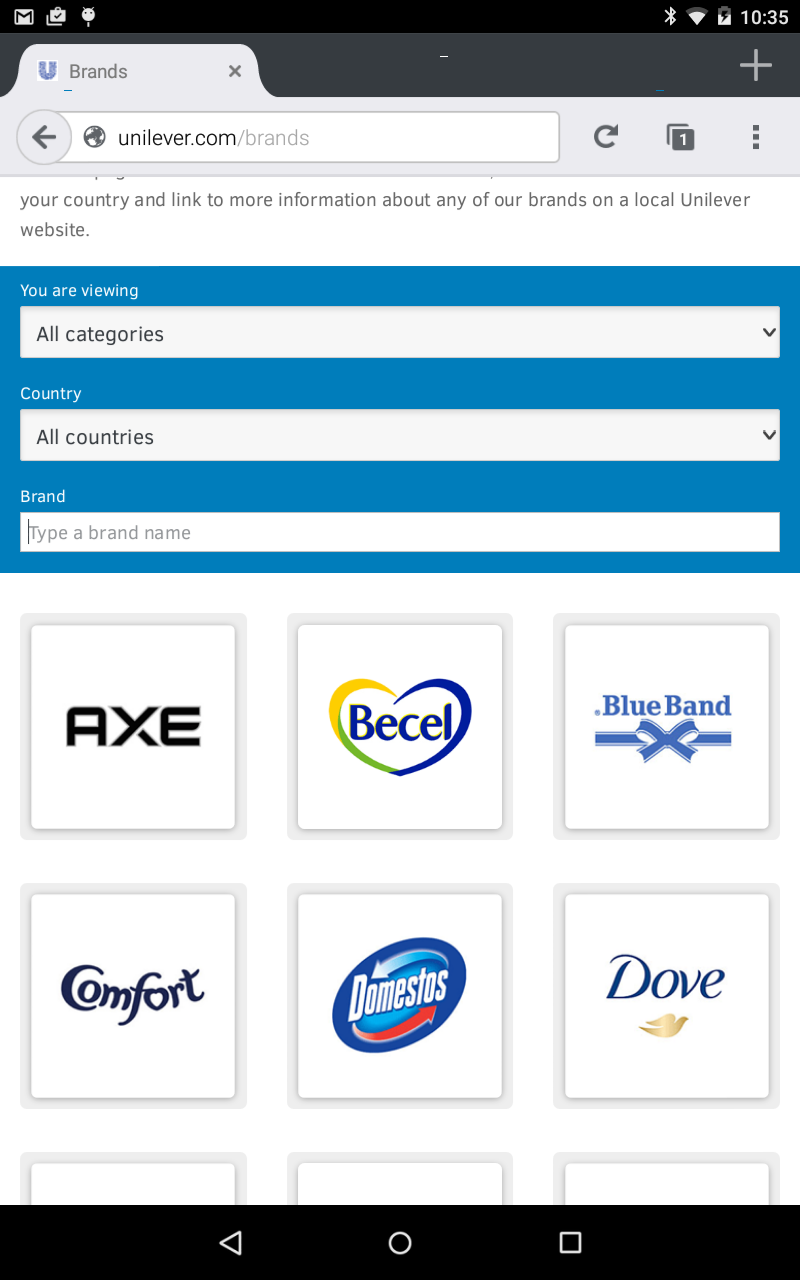 10:35
Brands
unilever.com/brands
1
your country and link to more information about any of our brands on a local Unilever
website.
You are viewing
All categories
Country
All countries
Brand
Type a brand name
AXE
Becel
Blue Band
Comfort
Domestos
Dove